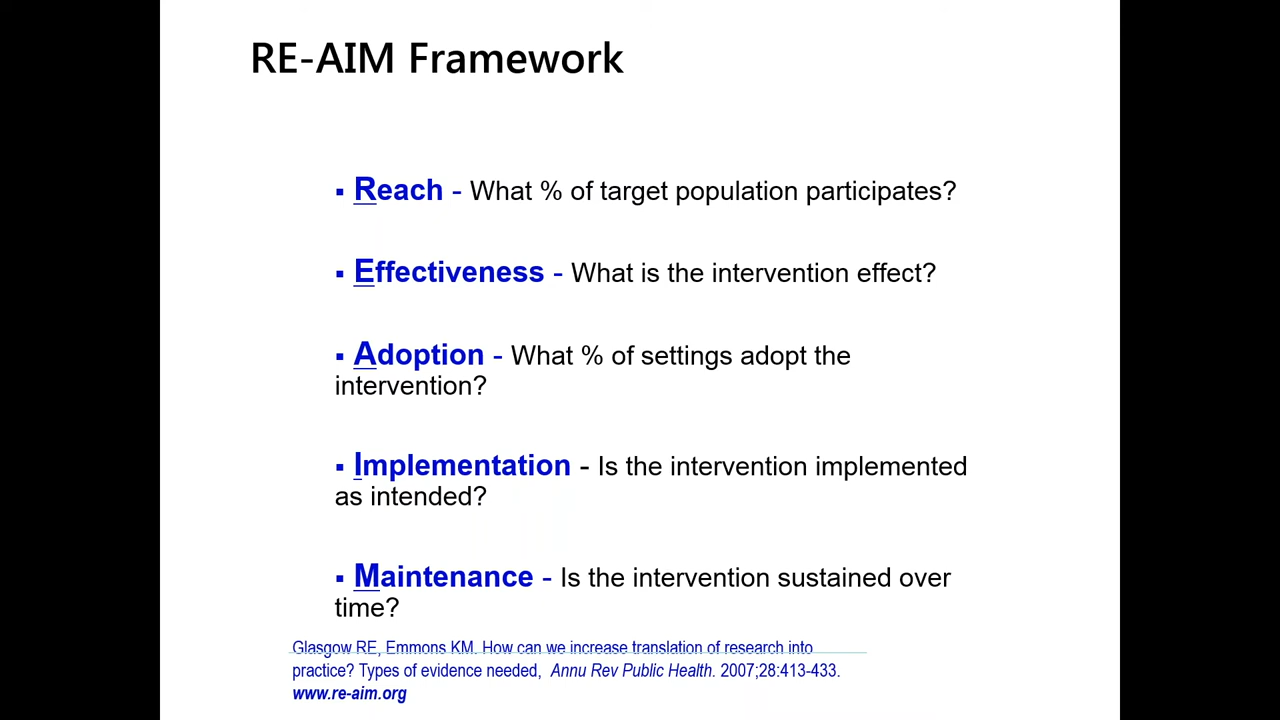 RE-AIM Framework
▪ Reach - What % of target population participates?
▪ Effectiveness - What is the intervention effect?
▪ Adoption - What % of settings adopt the
intervention?
▪ Implementation - Is the intervention implemented
as intended?
▪ Maintenance - Is the intervention sustained over
time?
Glasgow RE, Emmons KM. How can we increase translation of research into
practice? Types of evidence needed, Annu Rev Public Health. 2007;28:413-433.
www.re-aim.org